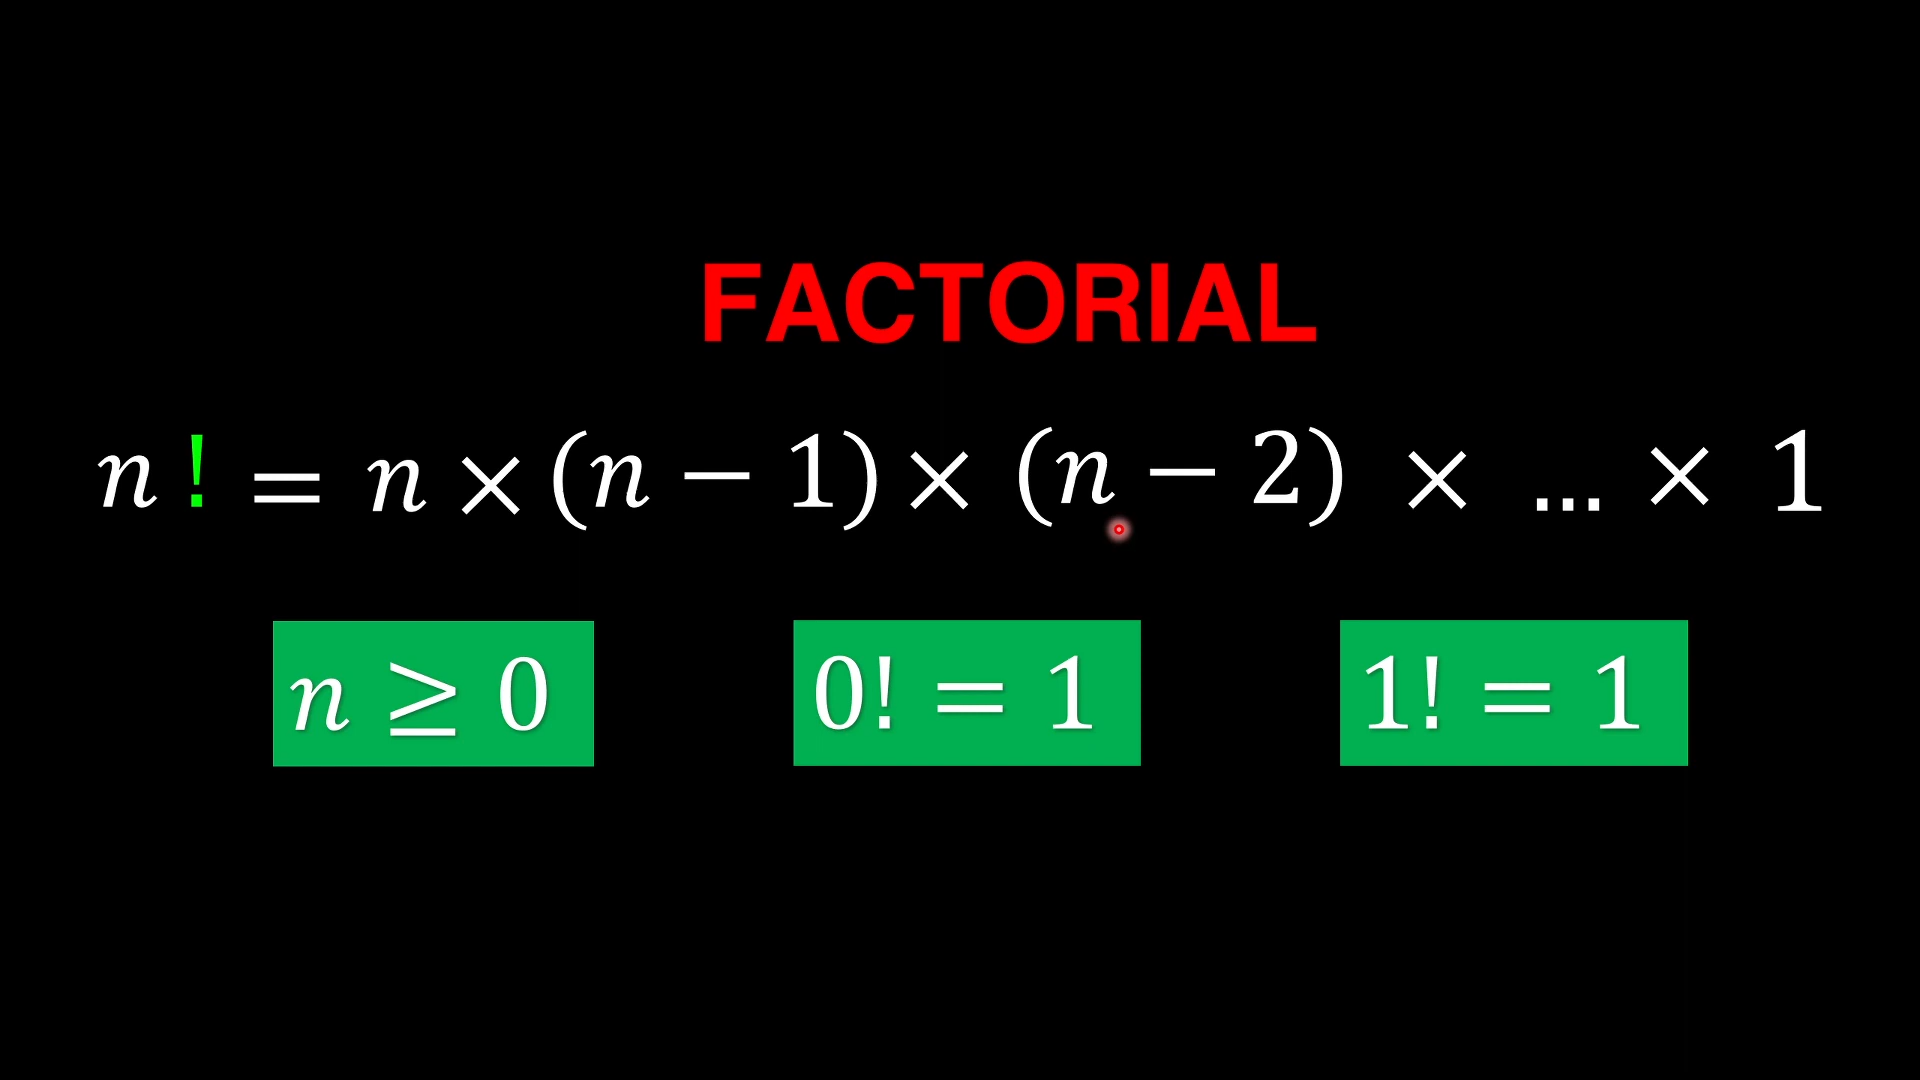 FACTORIAL
n ! = n × (n − 1) × (n − 2) × ... × 1
n ≥ 0
0! = 1
1! = 1